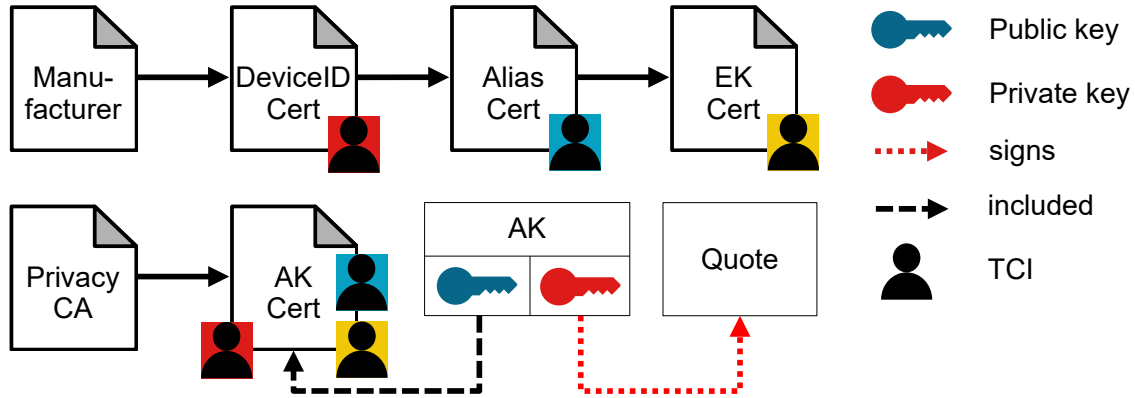 Manu-
facturer
DeviceID
Cert
Alias
Cert
EK
Cert
Public key
Private key
signs
included
TCI
Privacy
CA
AK
Cert
AK
Quote